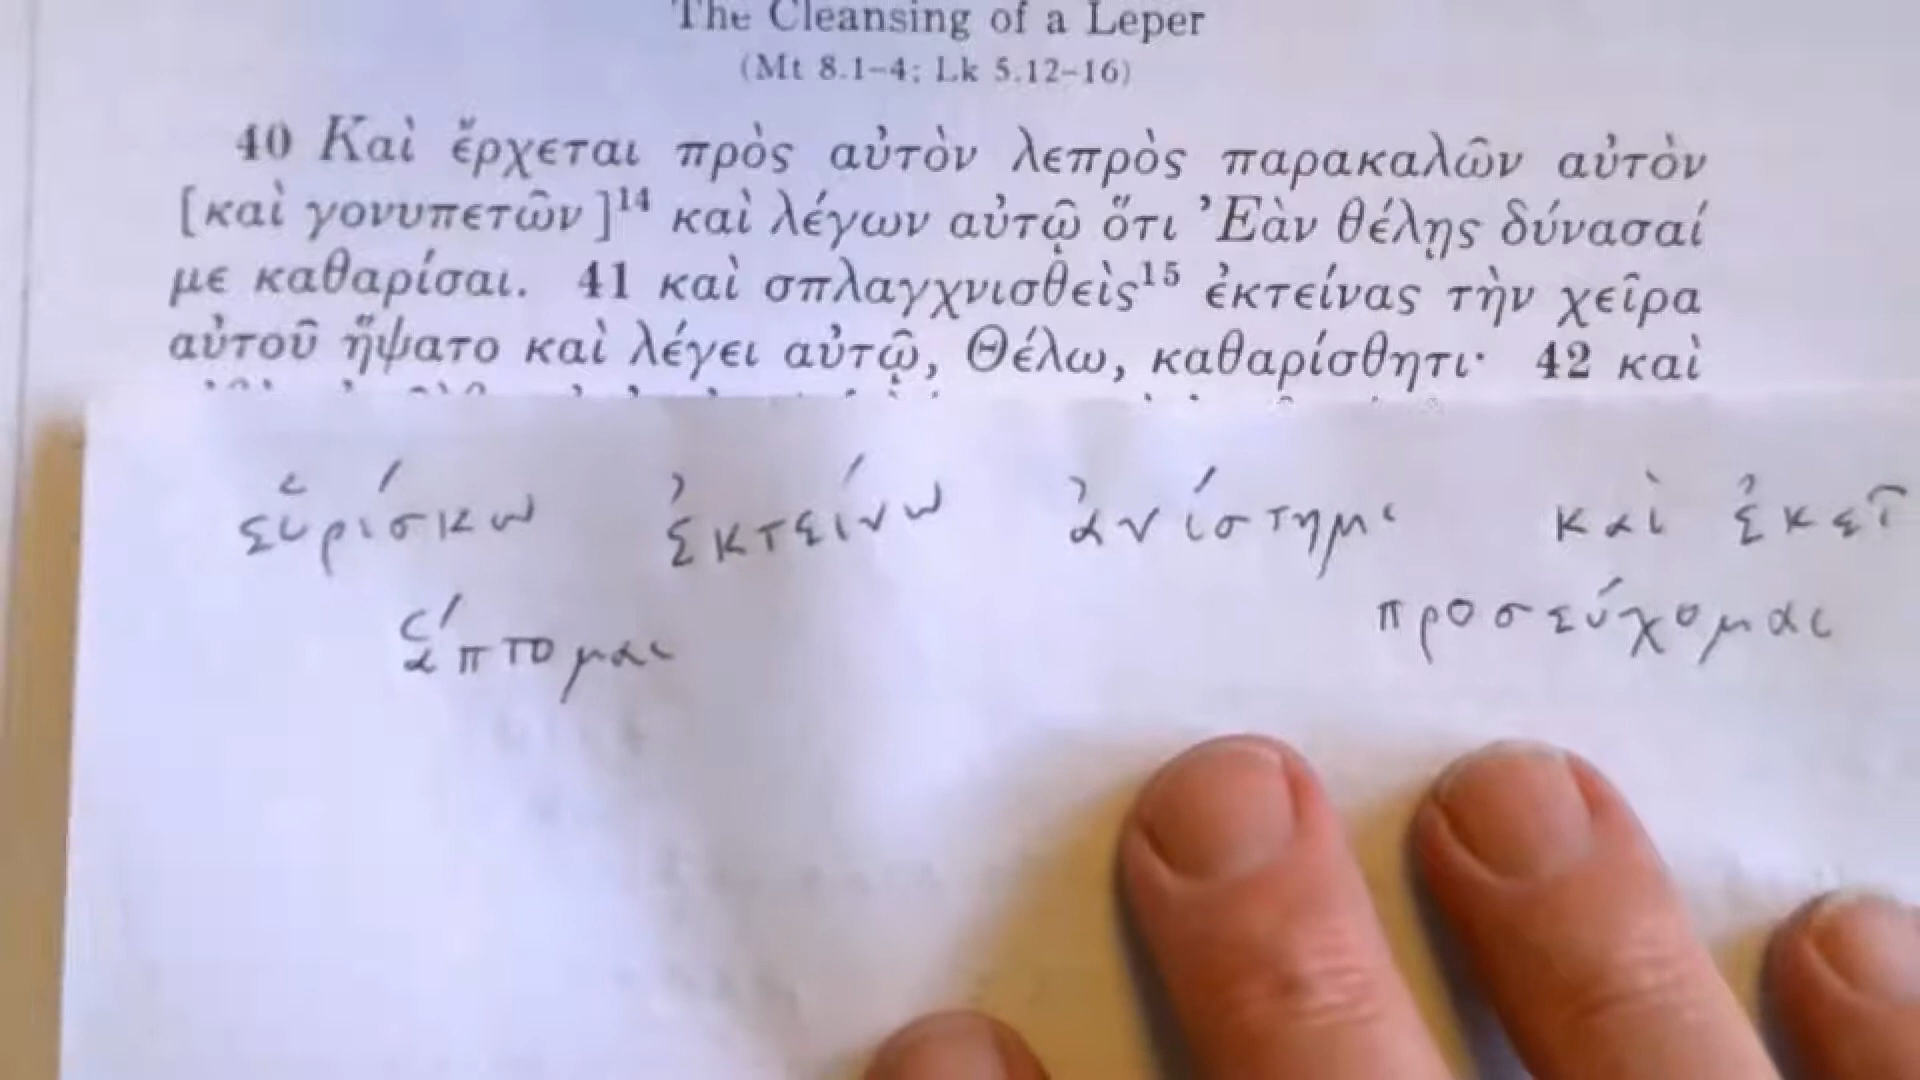 The Cleansing of a Leper
(Mt 8.1–4; Lk 5.12–16)
40 Καὶ ἔρχεται πρὸς αὐτὸν λεπρὸς παρακαλῶν αὐτὸν
[καὶ γονυπετῶν]¹⁴ καὶ λέγων αὐτῷ ὅτι Ἐὰν θέλῃς δύνασαί
με καθαρίσαι. 41 καὶ σπλαγχνισθεὶς¹⁵ ἐκτείνας τὴν χεῖρα
αὐτοῦ ἥψατο καὶ λέγει αὐτῷ, Θέλω, καθαρίσθητι· 42 καὶ
εὑρίσκω ἐκτείνω ἀνίστημι καὶ ἐκεῖ
ἅπτομαι προσεύχομαι